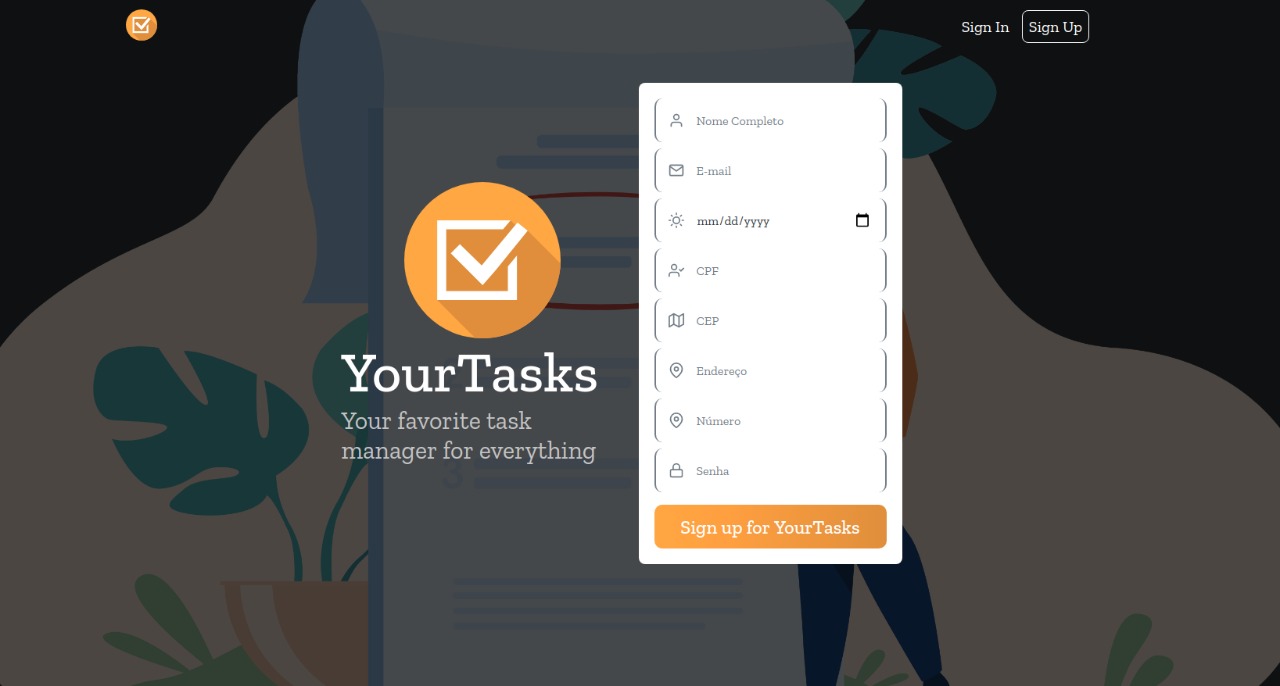 Sign In
Sign Up
Nome Completo
E-mail
mm/dd/yyyy
CPF
CEP
Endereço
Número
Senha
Sign up for YourTasks
YourTasks
Your favorite task
manager for everything
3